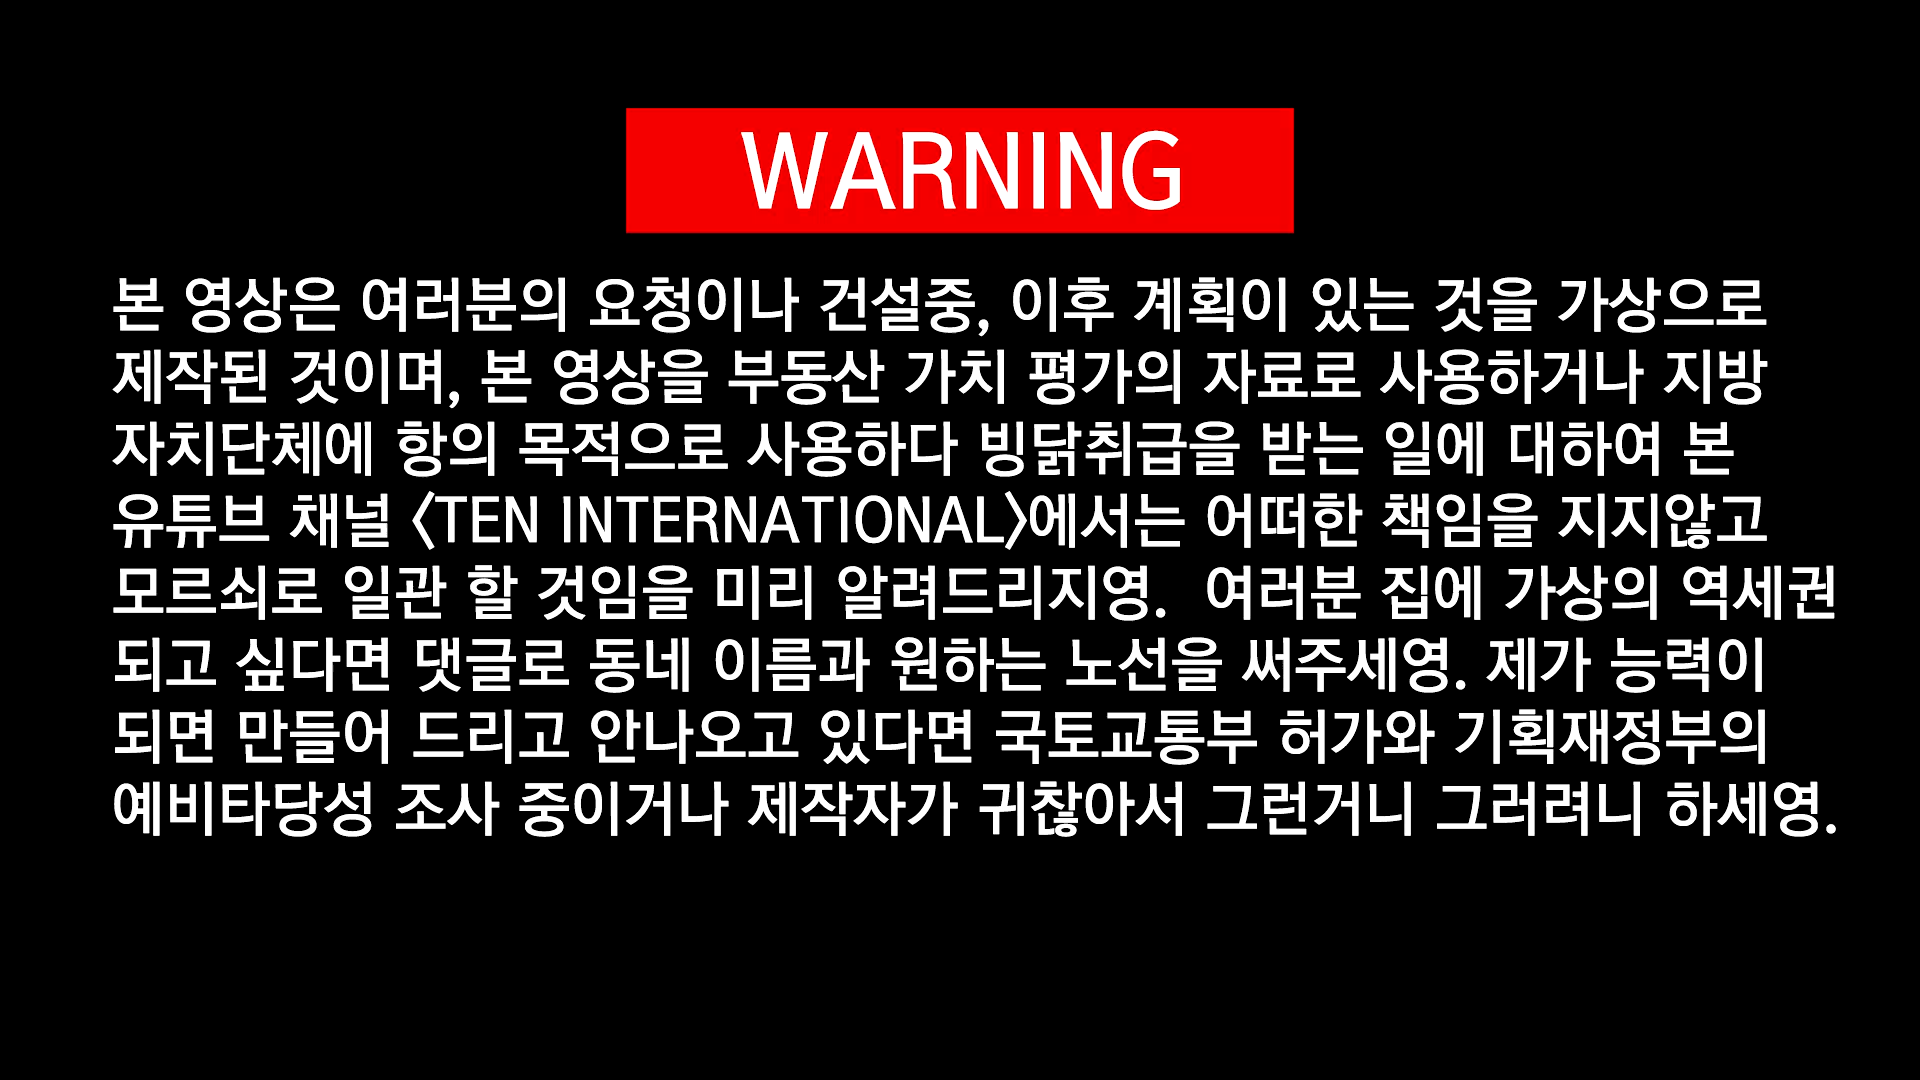 WARNING
본 영상은 여러분의 요청이나 건설중, 이후 계획이 있는 것을 가상으로
제작된 것이며, 본 영상을 부동산 가치 평가의 자료로 사용하거나 지방
자치단체에 항의 목적으로 사용하다 빙닭취급을 받는 일에 대하여 본
유튜브 채널 〈TEN INTERNATIONAL〉에서는 어떠한 책임을 지지않고
모르쇠로 일관 할 것임을 미리 알려드리지영.  여러분 집에 가상의 역세권
되고 싶다면 댓글로 동네 이름과 원하는 노선을 써주세영. 제가 능력이
되면 만들어 드리고 안나오고 있다면 국토교통부 허가와 기획재정부의
예비타당성 조사 중이거나 제작자가 귀찮아서 그런거니 그러려니 하세영.